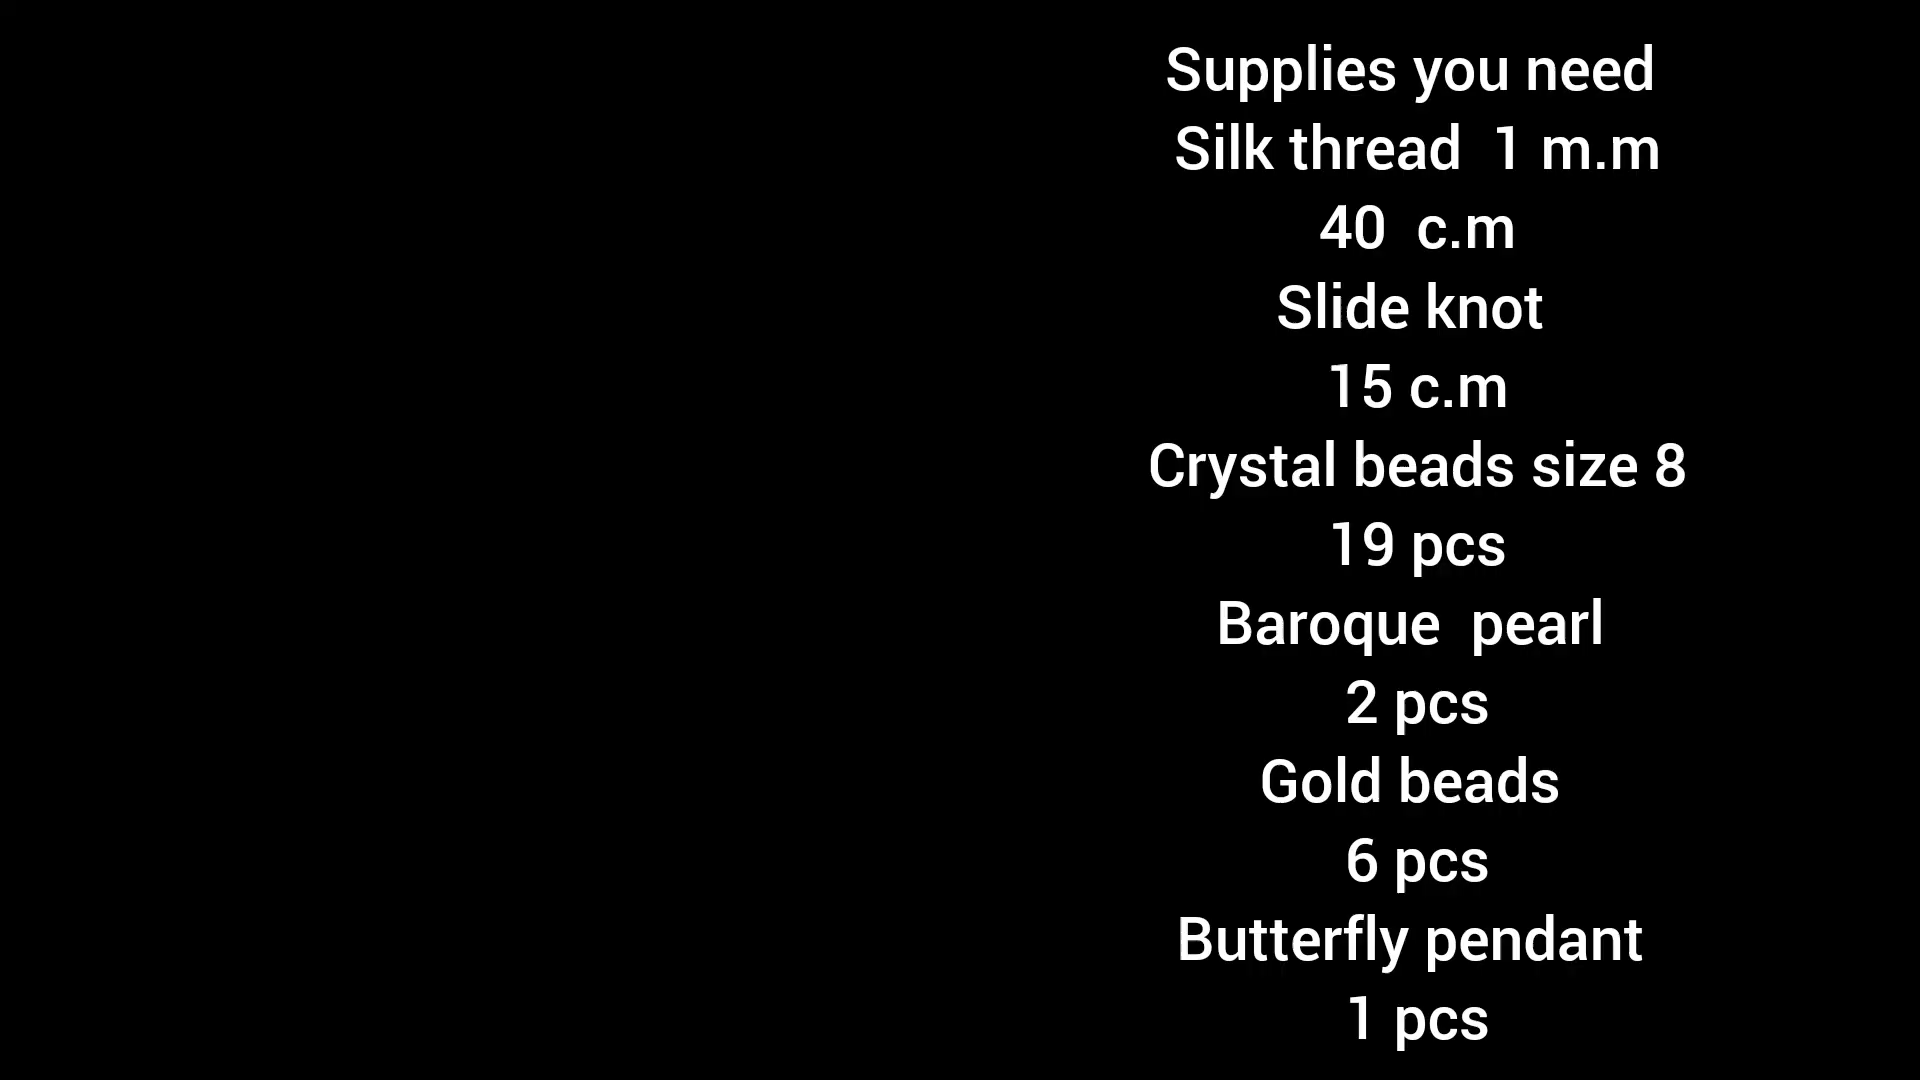 Supplies you need
Silk thread  1 m.m
40  c.m
Slide knot
15 c.m
Crystal beads size 8
19 pcs
Baroque  pearl
2 pcs
Gold beads
6 pcs
Butterfly pendant
1 pcs